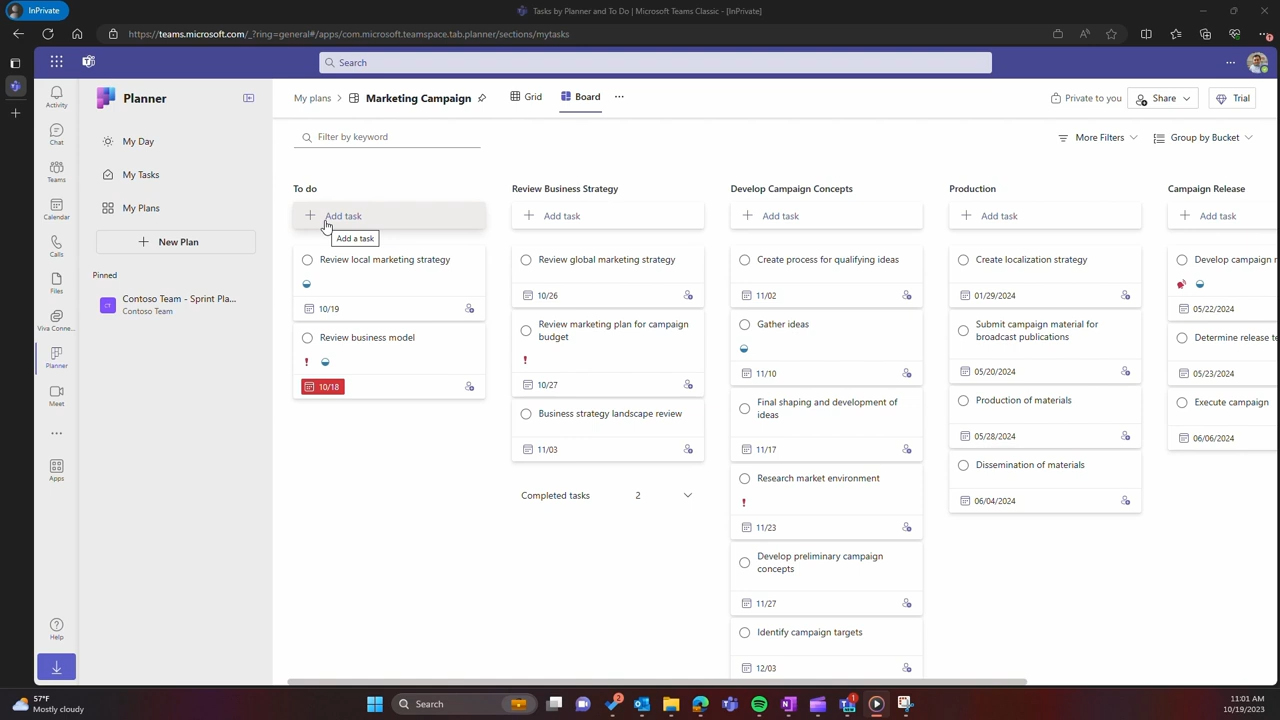 InPrivate
Tasks by Planner and To Do | Microsoft Teams Classic - [InPrivate]
https://teams.microsoft.com/_?ring=general#/apps/com.microsoft.teamspace.tab.planner/sections/mytasks
Search
Activity
Chat
Teams
Calendar
Calls
Files
Viva Conne...
Planner
Meet
Apps
Help
Planner
My Day
My Tasks
My Plans
New Plan
Pinned
CT
Contoso Team - Sprint Pla...
Contoso Team
My plans
Marketing Campaign
Grid
Board
Private to you
Share
Trial
Filter by keyword
More Filters
Group by Bucket
To do
Add task
Add a task
Review local marketing strategy
10/19
Review business model
10/18
Review Business Strategy
Add task
Review global marketing strategy
10/26
Review marketing plan for campaign
budget
10/27
Business strategy landscape review
11/03
Completed tasks 2
Develop Campaign Concepts
Add task
Create process for qualifying ideas
11/02
Gather ideas
11/10
Final shaping and development of
ideas
11/17
Research market environment
11/23
Develop preliminary campaign
concepts
11/27
Identify campaign targets
12/03
Production
Add task
Create localization strategy
01/29/2024
Submit campaign material for
broadcast publications
05/20/2024
Production of materials
05/28/2024
Dissemination of materials
06/04/2024
Campaign Release
Add task
Develop campaign
05/22/2024
Determine release te
05/23/2024
Execute campaign
06/06/2024
57°F
Mostly cloudy
Search
2
1
11:01 AM
10/19/2023